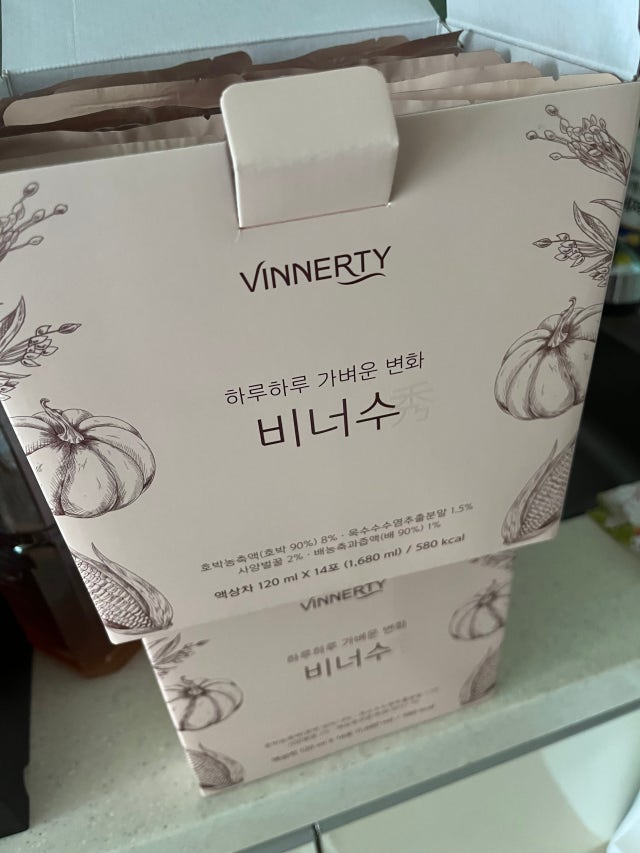 VINNERTY
하루하루 가벼운 변화
비너수秀
호박농축액(호박 90%) 8% · 옥수수수염추출분말 1.5%
사양벌꿀 2% · 배농축과즙액(배 90%) 1%
액상차 120 ml X 14포 (1,680 ml) / 580 kcal
VINNERTY
하루하루 가벼운 변화
비너수